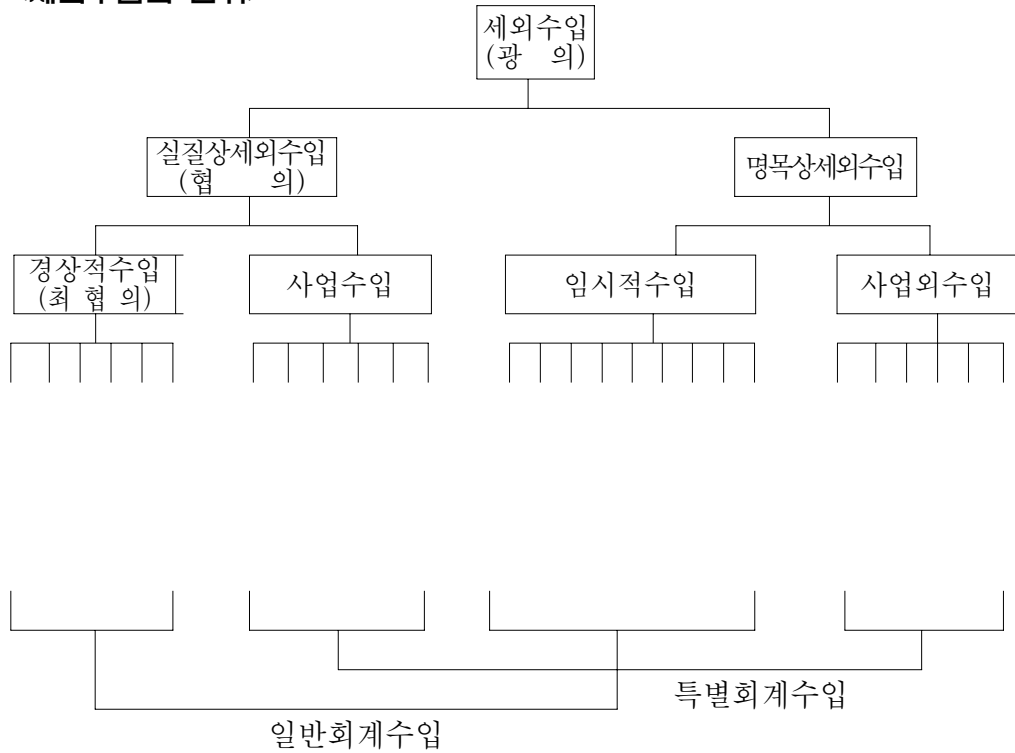 세외수입
(광 의)
실질상세외수입
(협 의)
명목상세외수입
경상적수입
(최 협 의)
사업수입
임시적수입
사업외수입
특별회계수입
일반회계수입